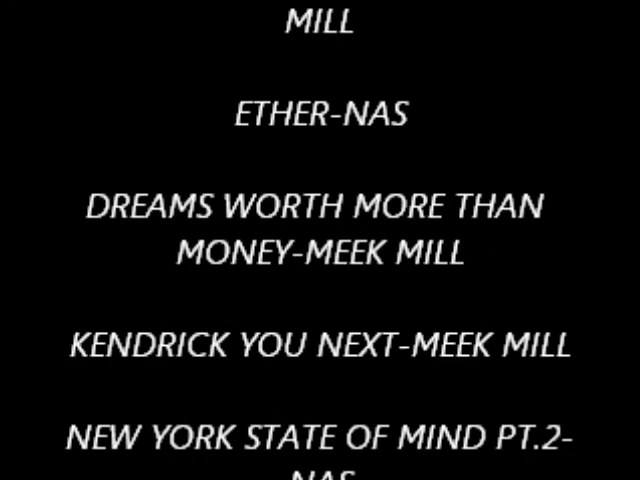 MILL
ETHER-NAS
DREAMS WORTH MORE THAN
MONEY-MEEK MILL
KENDRICK YOU NEXT-MEEK MILL
NEW YORK STATE OF MIND PT.2-
NAS